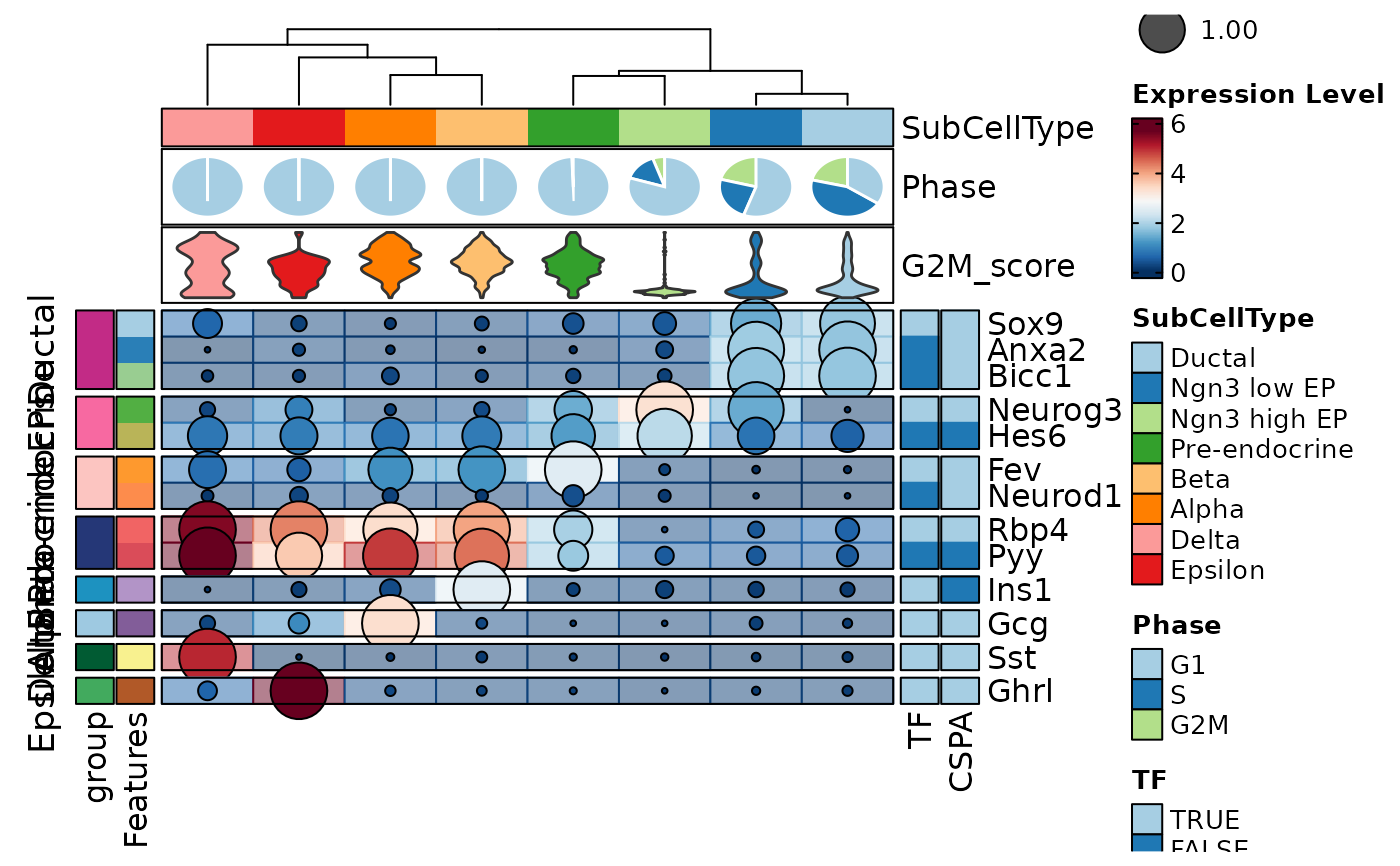 1.00
Expression Level
6
4
2
0
SubCellType
Phase
G2M_score
Sox9
Anxa2
Bicc1
Neurog3
Hes6
Fev
Neurod1
Rbp4
Pyy
Ins1
Gcg
Sst
Ghrl
Ductal
group
Features
TF
CSPA
SubCellType
Ductal
Ngn3 low EP
Ngn3 high EP
Pre-endocrine
Beta
Alpha
Delta
Epsilon
Phase
G1
S
G2M
TF
TRUE
FALSE